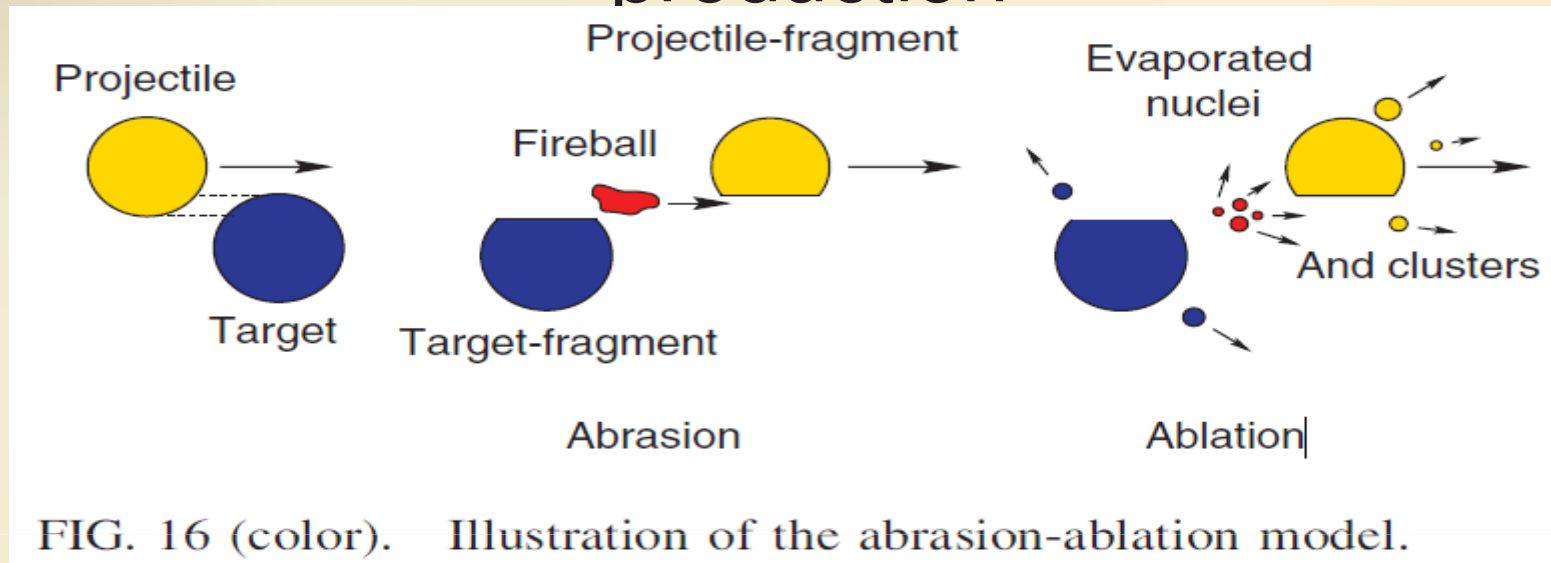 production
Projectile-fragment
Projectile
Evaporated
nuclei
Fireball
And clusters
Target
Target-fragment
Abrasion
Ablation
FIG. 16 (color). Illustration of the abrasion-ablation model.